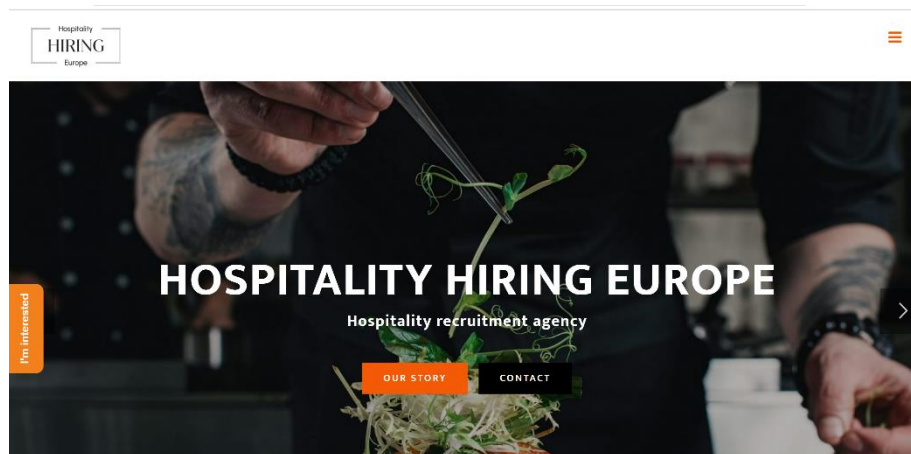 Hospitality
HIRING
Europe
HOSPITALITY HIRING EUROPE
Hospitality recruitment agency
I'm interested
OUR STORY
CONTACT